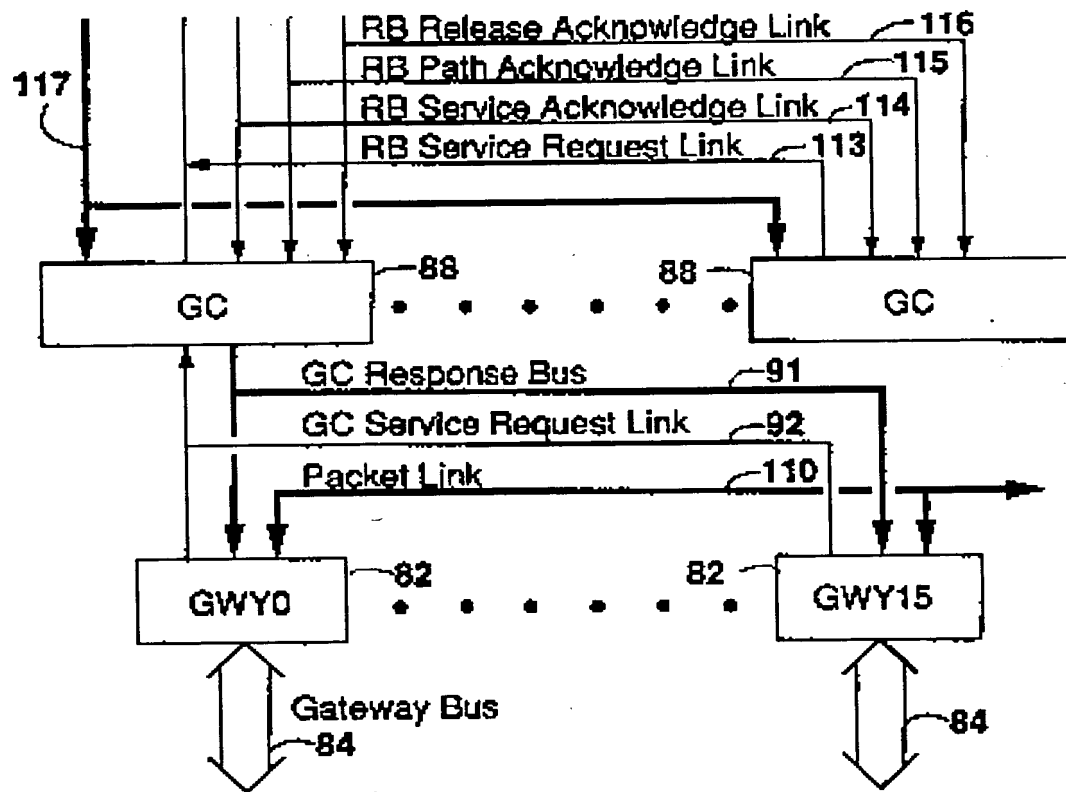 RB Release Acknowledge Link 116
117
RB Path Acknowledge Link 115
RB Service Acknowledge Link 114
RB Service Request Link 113
88 88
GC GC
GC Response Bus 91
GC Service Request Link 92
Packet Link 110
82 82
GWY0 GWY15
Gateway Bus
84 84